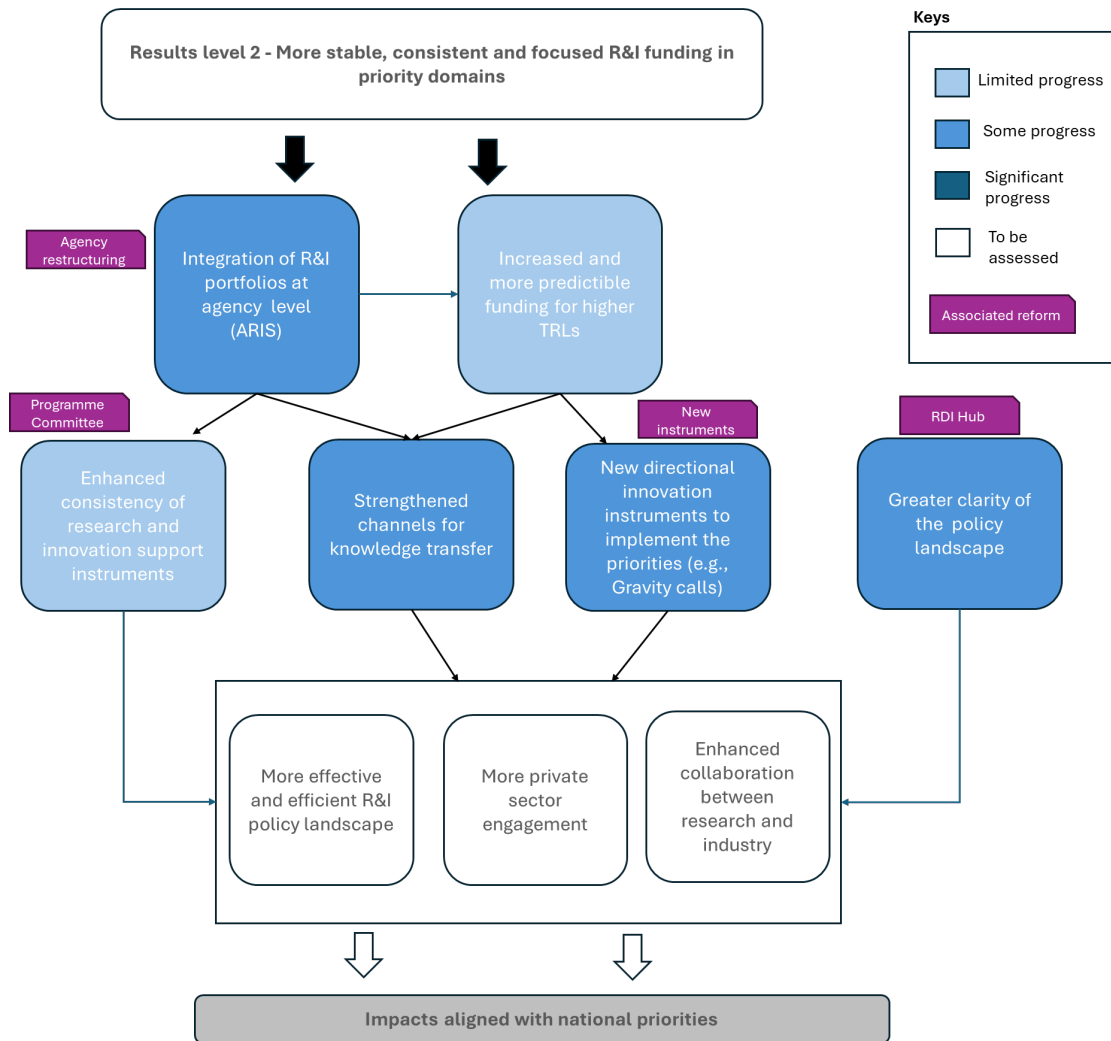 Results level 2 - More stable, consistent and focused R&I funding in
priority domains
Keys
Limited progress
Some progress
Significant
progress
To be
assessed
Associated reform
Agency
restructuring
Integration of R&I
portfolios at
agency level
(ARIS)
Increased and
more predictible
funding for higher
TRLs
Programme
Committee
New
instruments
RDI Hub
Enhanced
consistency of
research and
innovation support
instruments
Strengthened
channels for
knowledge transfer
New directional
innovation
instruments to
implement the
priorities (e.g.,
Gravity calls)
Greater clarity of
the policy
landscape
More effective
and efficient R&I
policy landscape
More private
sector
engagement
Enhanced
collaboration
between
research and
industry
Impacts aligned with national priorities